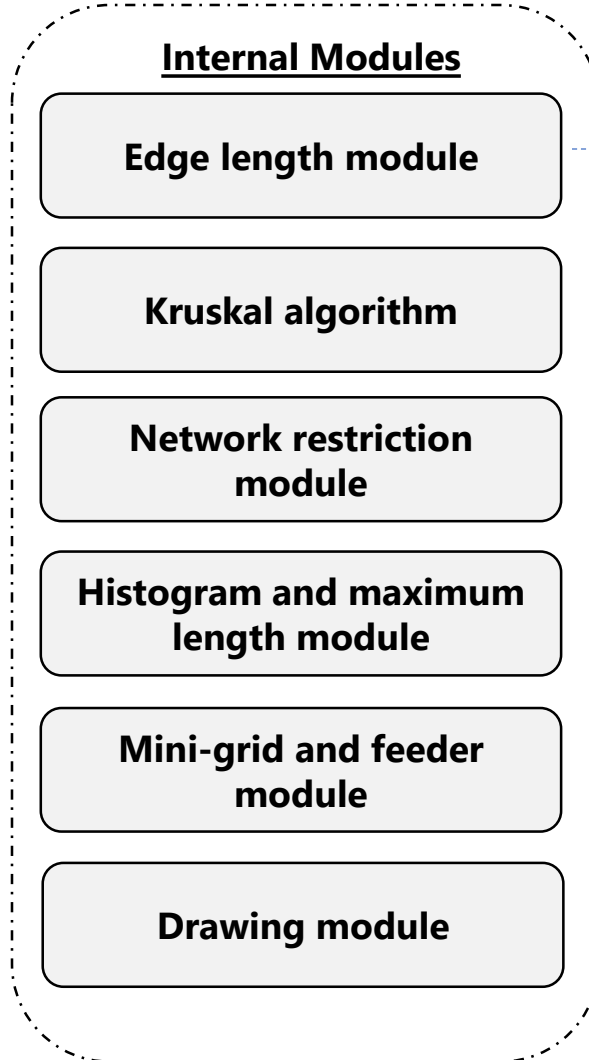 Internal Modules
Edge length module
Kruskal algorithm
Network restriction
module
Histogram and maximum
length module
Mini-grid and feeder
module
Drawing module